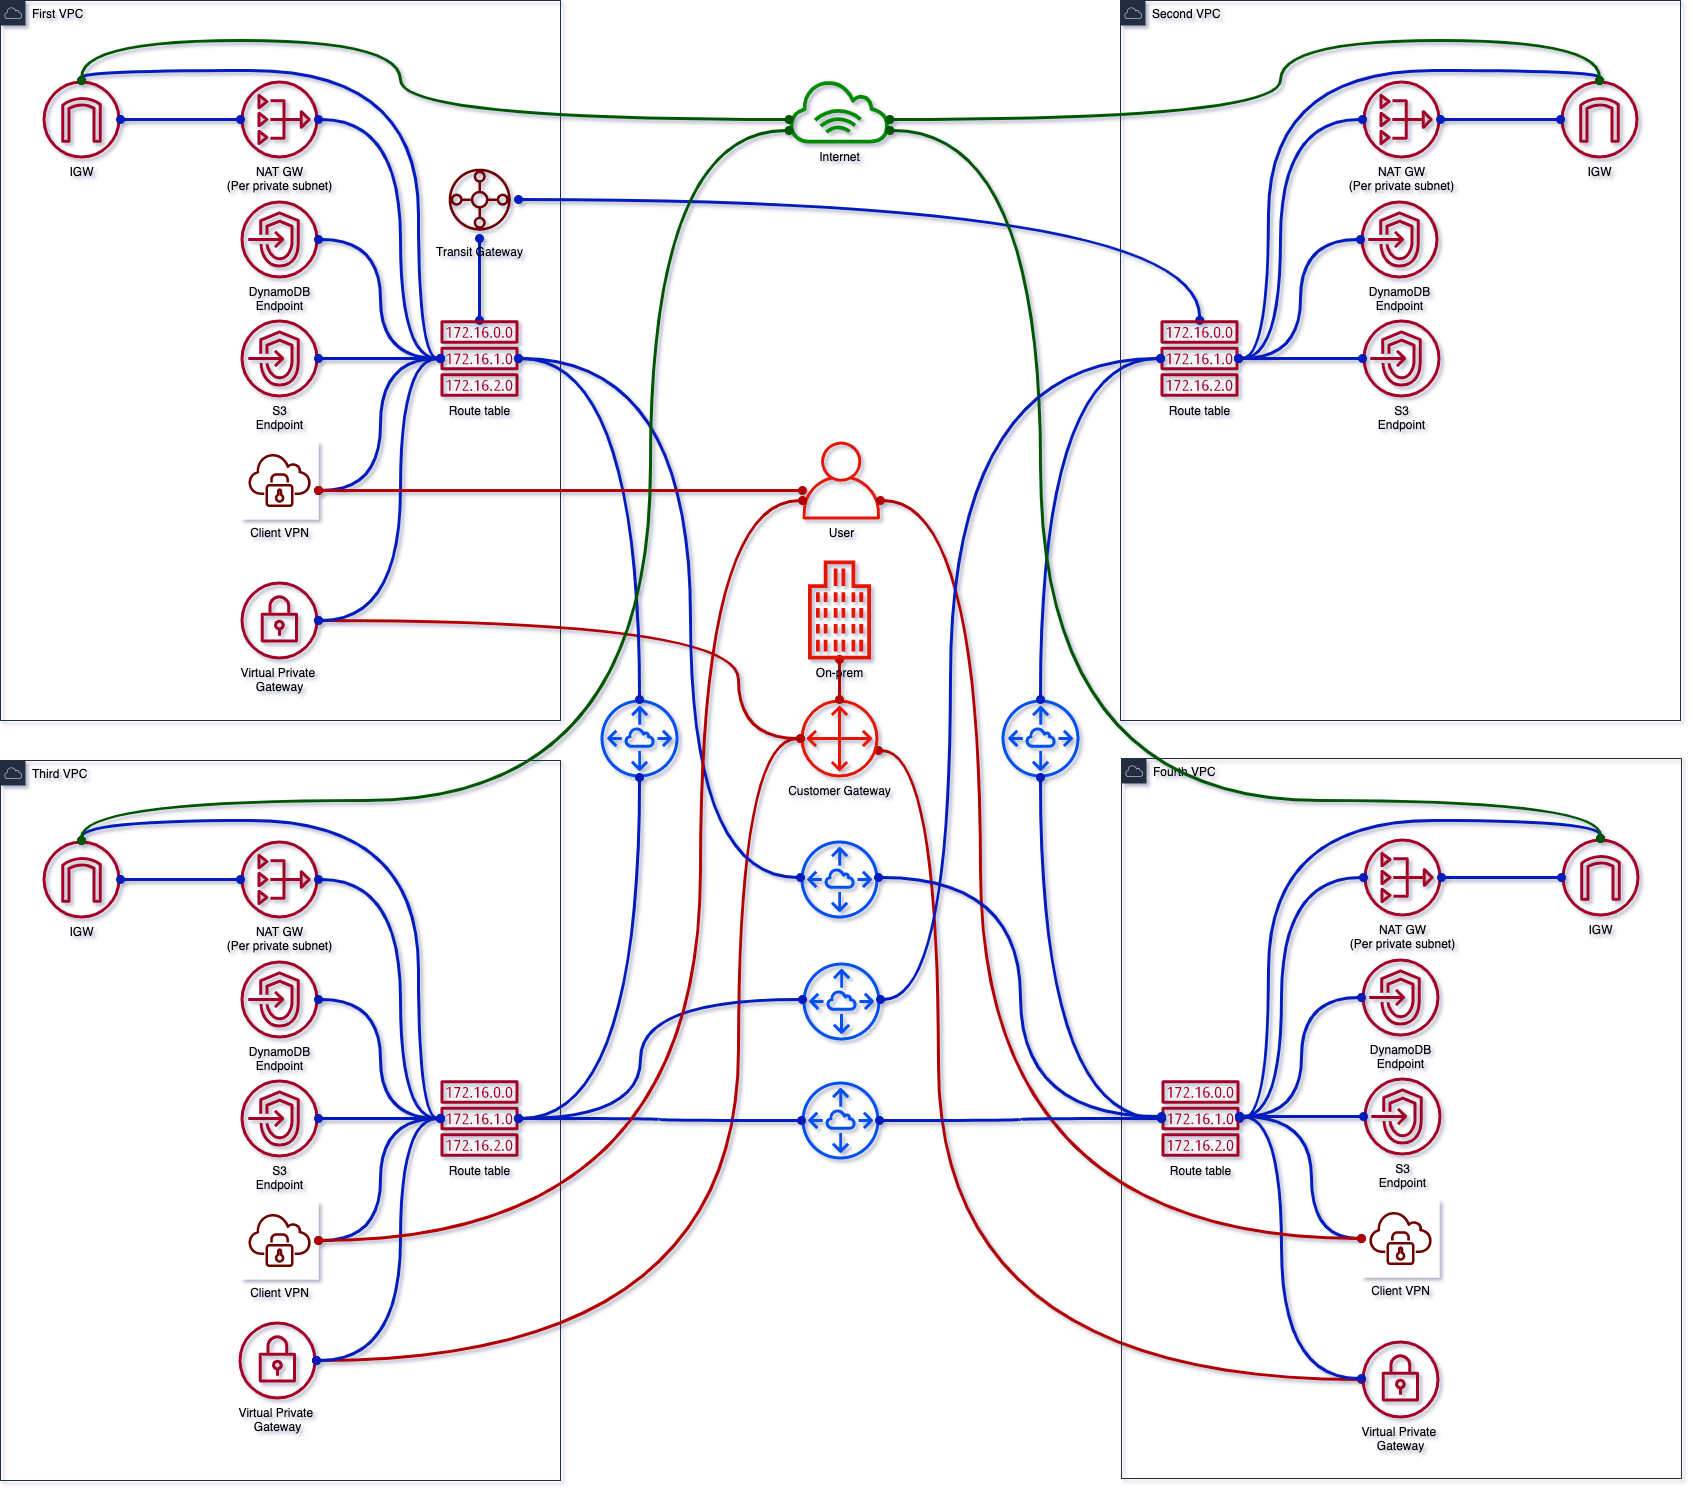 First VPC
IGW
NAT GW
(Per private subnet)
Transit Gateway
DynamoDB
Endpoint
172.16.0.0
172.16.1.0
172.16.2.0
Route table
S3
Endpoint
Client VPN
Virtual Private
Gateway
Internet
User
On-prem
Customer Gateway
Second VPC
NAT GW
(Per private subnet)
IGW
DynamoDB
Endpoint
172.16.0.0
172.16.1.0
172.16.2.0
Route table
S3
Endpoint
Third VPC
IGW
NAT GW
(Per private subnet)
DynamoDB
Endpoint
172.16.0.0
172.16.1.0
172.16.2.0
Route table
S3
Endpoint
Client VPN
Virtual Private
Gateway
Fourth VPC
NAT GW
(Per private subnet)
IGW
DynamoDB
Endpoint
172.16.0.0
172.16.1.0
172.16.2.0
Route table
S3
Endpoint
Client VPN
Virtual Private
Gateway